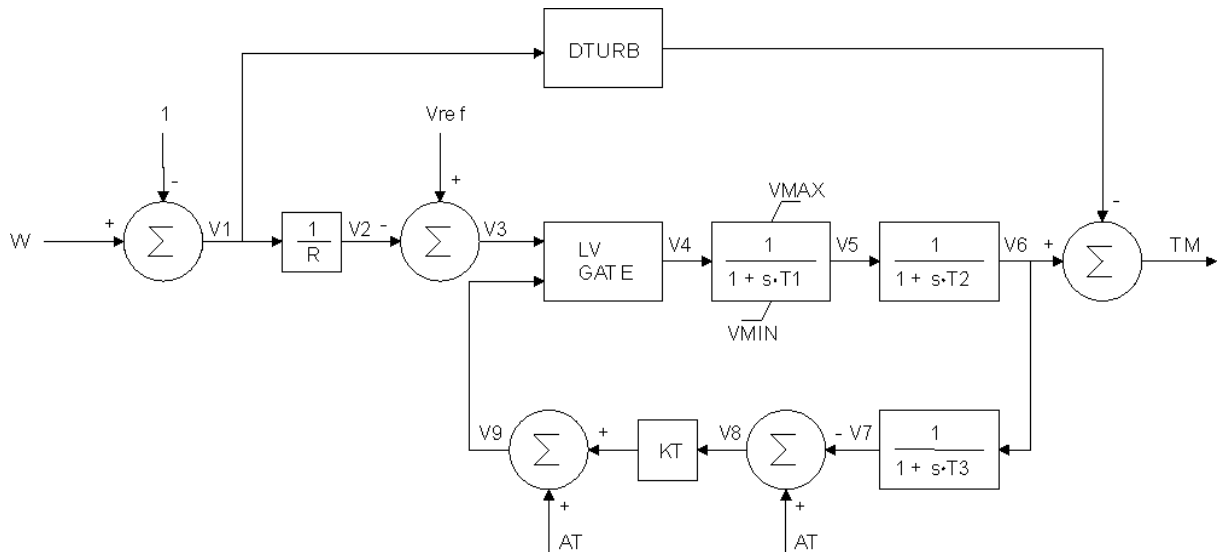 DTURB
1
Vref
-
+
-
VMAX
+
V1
1
R
V2
-
V3
LV
GATE
V4
1
1 + s·T1
V5
1
1 + s·T2
V6
+
TM
W
Σ
Σ
Σ
VMIN
V9
+
V8
-
V7
Σ
KT
Σ
1
1 + s·T3
+
+
AT
AT